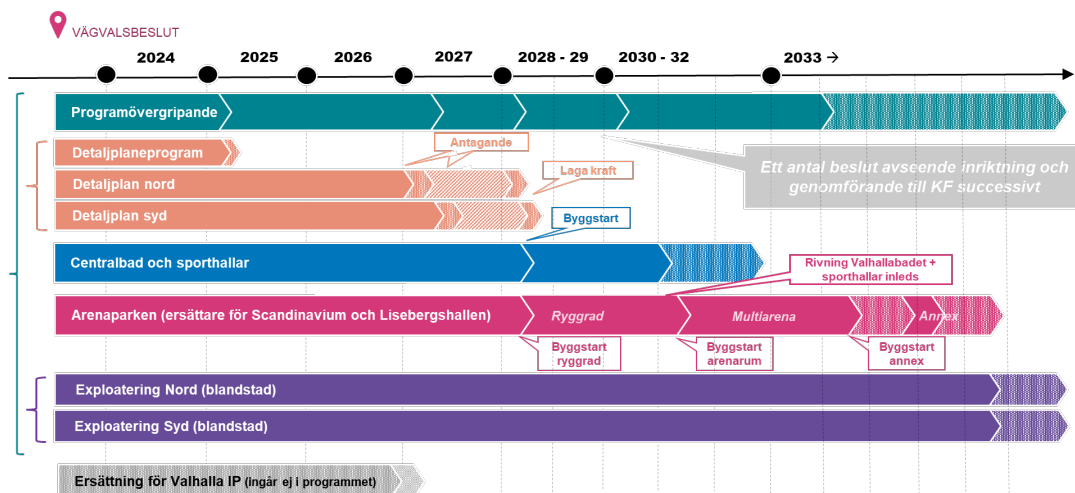 VÄGVALSBESLUT
2024 2025 2026 2027 2028 - 29 2030 - 32 2033 →
Programövergripande
Detaljplaneprogram
Antagande
Ett antal beslut avseende inriktning och
genomförande till KF successivt
Detaljplan nord
Laga kraft
Detaljplan syd
Byggstart
Centralbad och sporthallar
Rivning Valhallabadet +
sporthallar inleds
Arenaparken (ersättare för Scandinavium och Lisebergshallen)
Ryggrad
Multiarena
Annex
Byggstart
ryggrad
Byggstart
arenarum
Byggstart
annex
Exploatering Nord (blandstad)
Exploatering Syd (blandstad)
Ersättning för Valhalla IP (ingår ej i programmet)